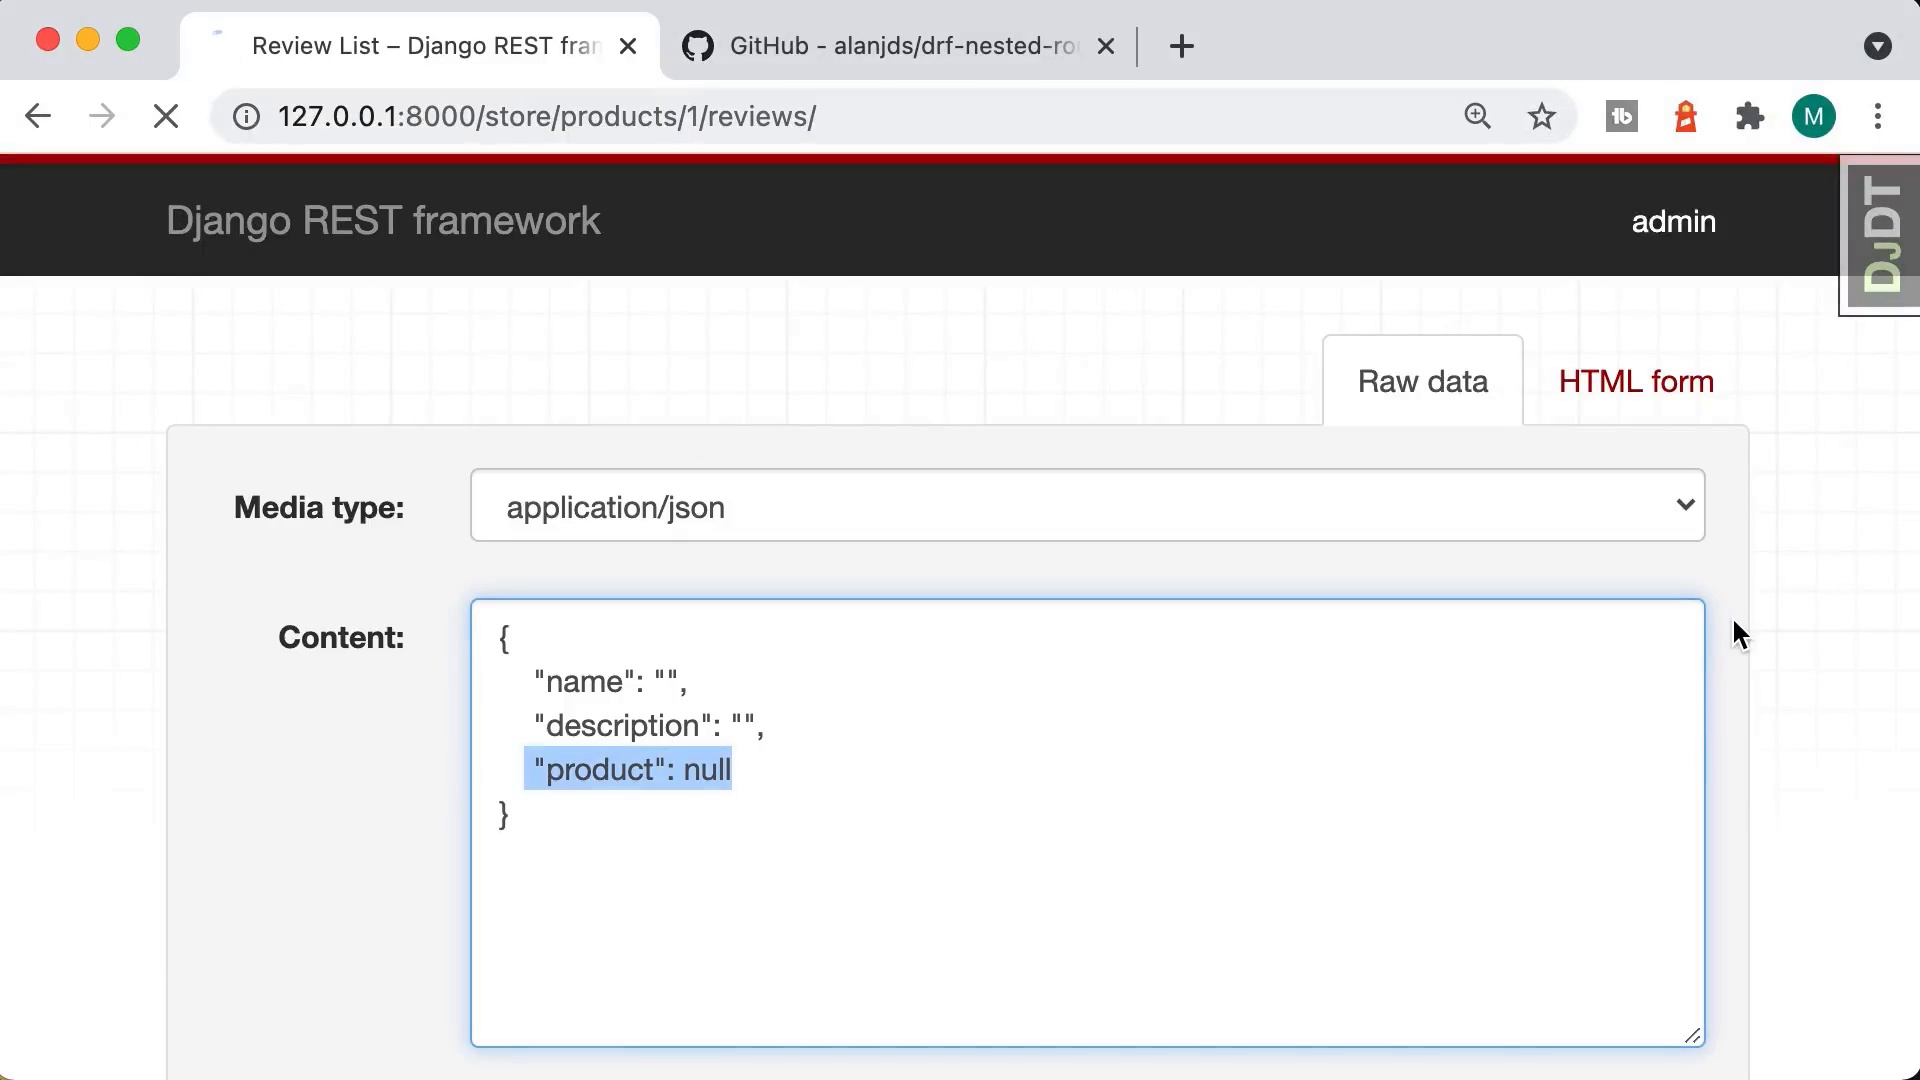 Review List – Django REST fran
GitHub - alanjds/drf-nested-ro
127.0.0.1:8000/store/products/1/reviews/
tb
M
Django REST framework
admin
DJDT
Raw data
HTML form
Media type:
application/json
Content:
{
"name": "",
"description": "",
"product": null
}